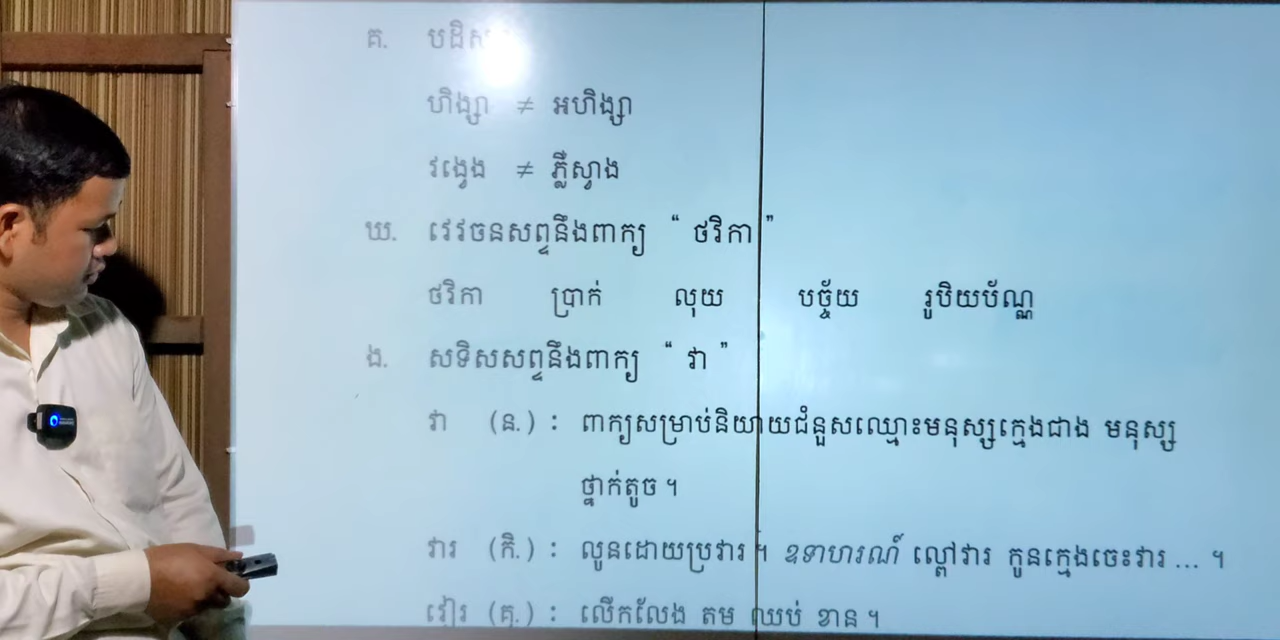 គ. បដិស
ហិង្សា ≠ អហិង្សា
វង្វេង ≠ ភ្លឺស្វាង
ឃ. វេវចនសព្ទនឹងពាក្យ “ ថវិកា ”
ថវិកា ប្រាក់ លុយ បច្ច័យ រូបិយប័ណ្ណ
ង. សទិសសព្ទនឹងពាក្យ “ វា ”
វា (ន.) : ពាក្យសម្រាប់និយាយជំនួសឈ្មោះមនុស្សក្មេងជាង មនុស្ស
ថ្នាក់តូច ។
វារ (កិ.) : លូនដោយប្រវារ ។ ឧទាហរណ៍ ល្ពៅវារ កូនក្មេងចេះវារ ... ។
វៀរ (គុ.) : លើកលែង តម ឈប់ ខាន ។